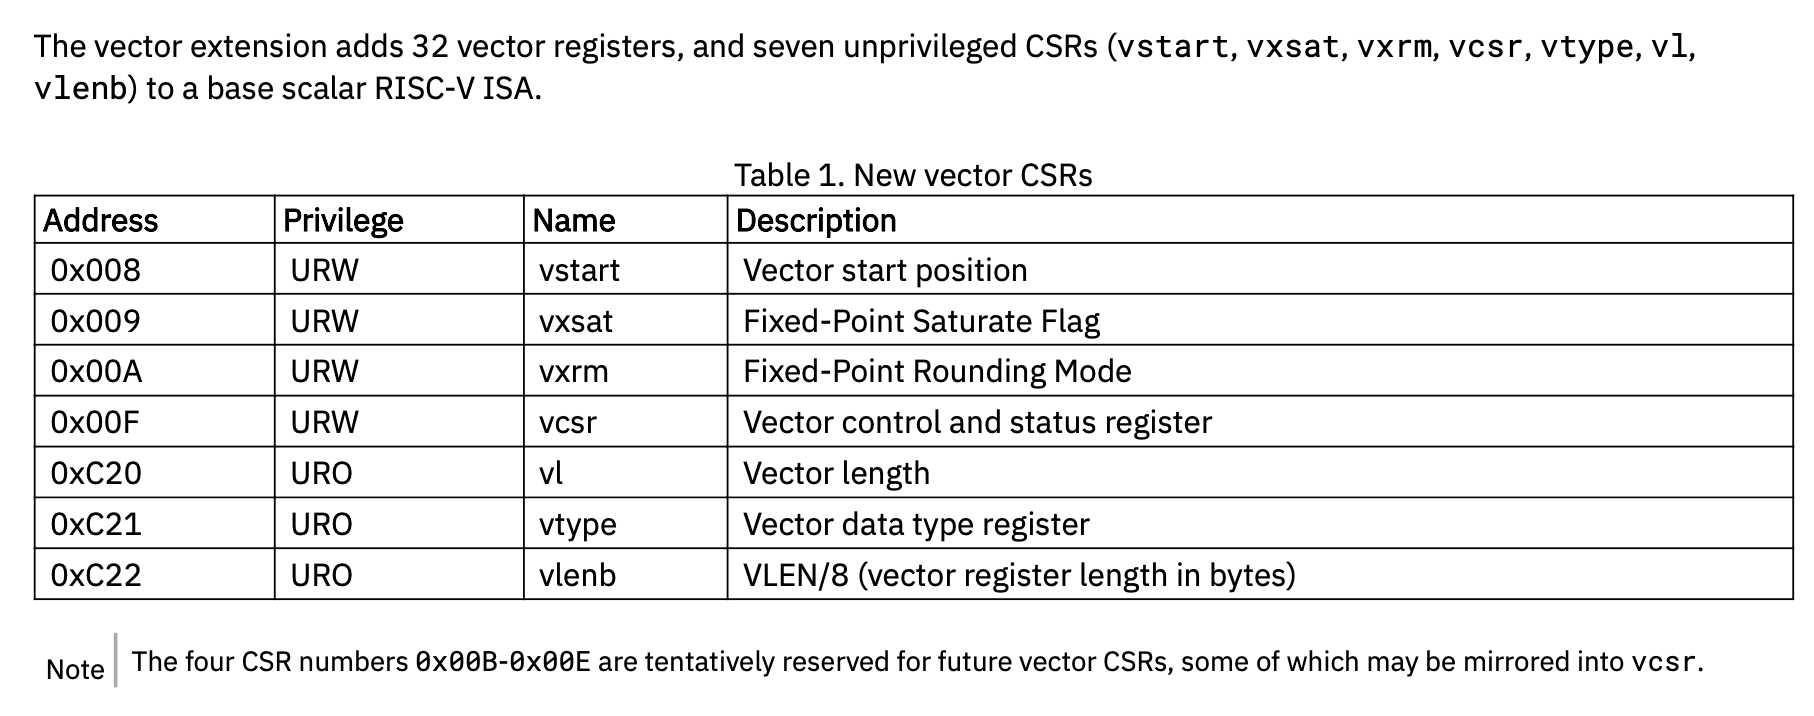 The vector extension adds 32 vector registers, and seven unprivileged CSRs (vstart, vxsat, vxrm, vcsr, vtype, vl,
vlenb) to a base scalar RISC-V ISA.
Table 1. New vector CSRs
Address Privilege Name Description
0x008 URW vstart Vector start position
0x009 URW vxsat Fixed-Point Saturate Flag
0x00A URW vxrm Fixed-Point Rounding Mode
0x00F URW vcsr Vector control and status register
0xC20 URO vl Vector length
0xC21 URO vtype Vector data type register
0xC22 URO vlenb VLEN/8 (vector register length in bytes)
Note The four CSR numbers 0x00B-0x00E are tentatively reserved for future vector CSRs, some of which may be mirrored into vcsr.